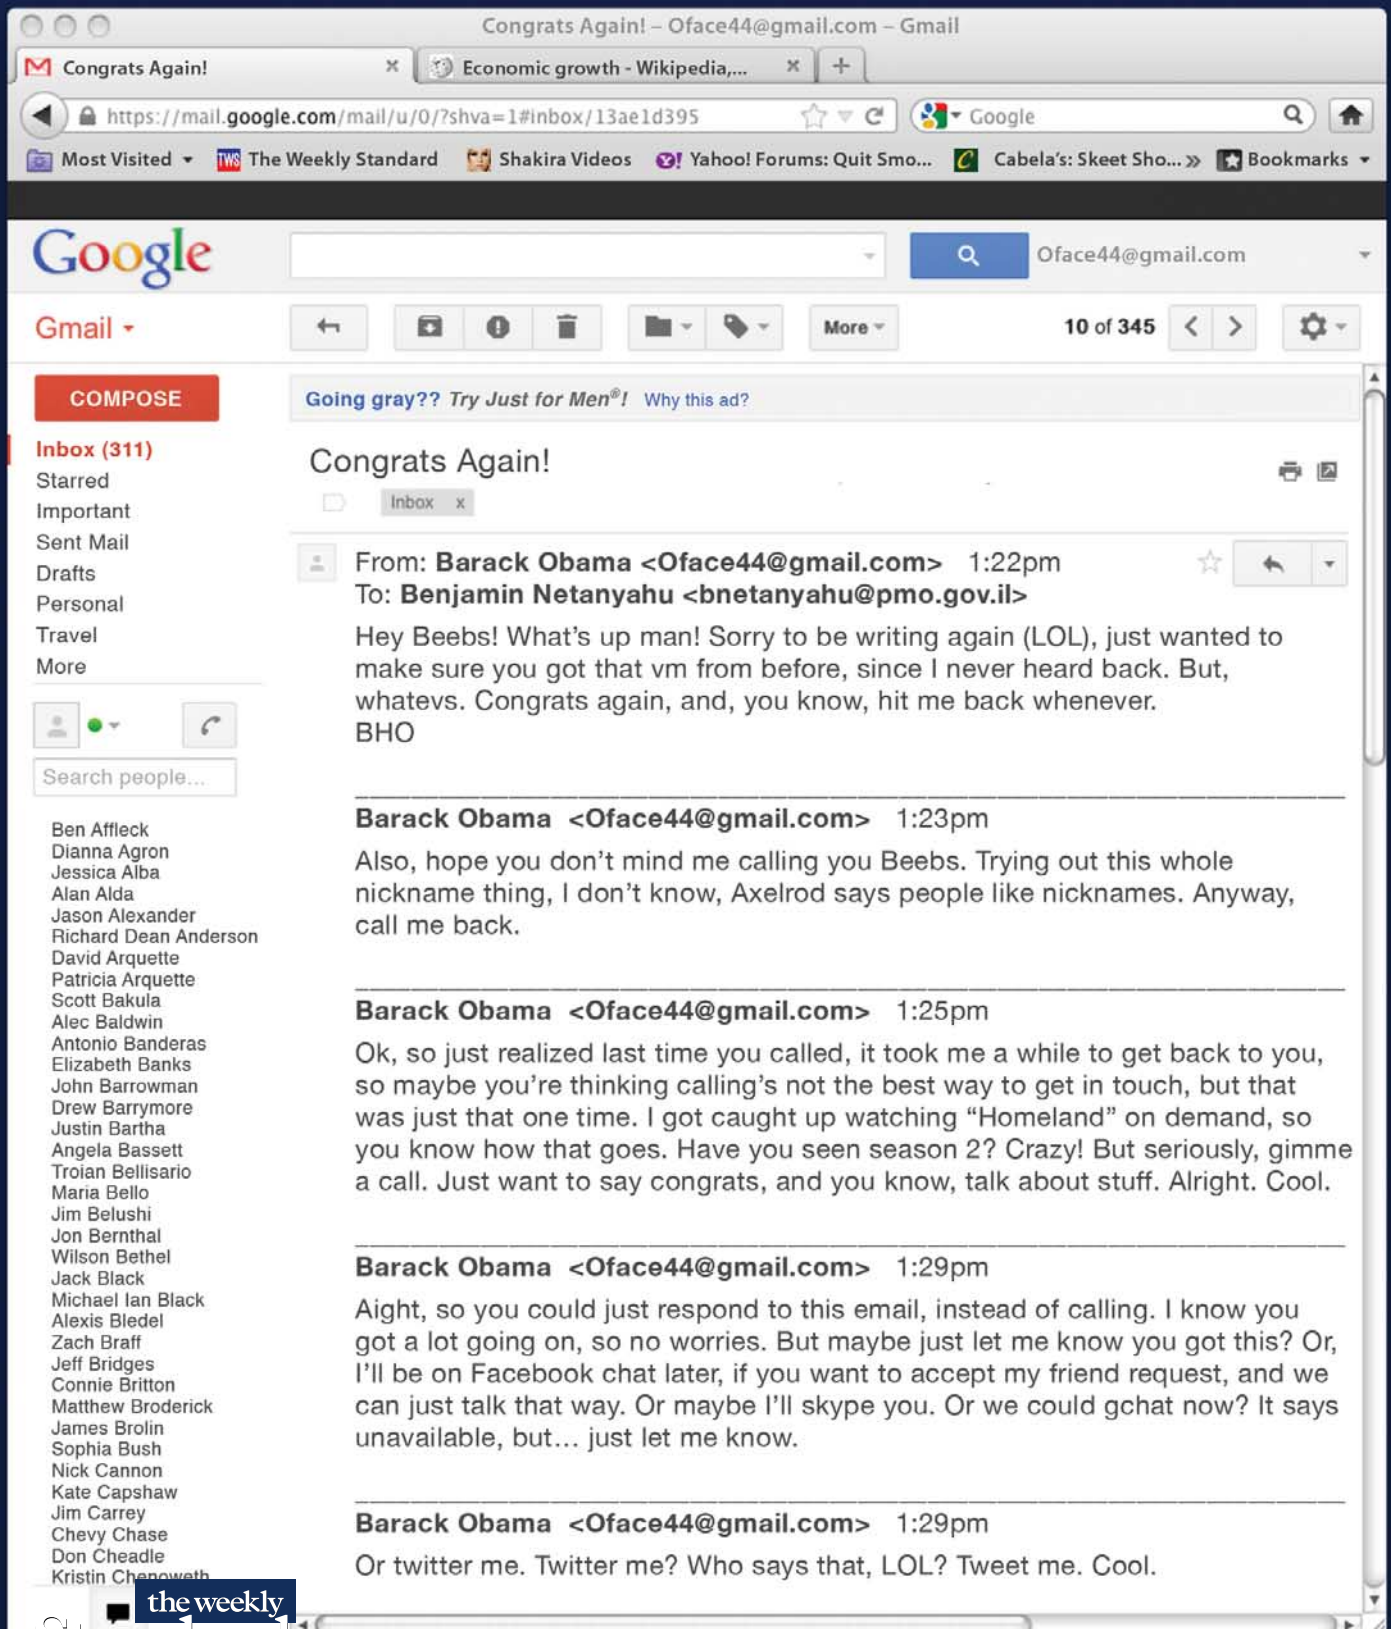 Congrats Again! – Oface44@gmail.com – Gmail
Congrats Again!
Economic growth - Wikipedia,...
https://mail.google.com/mail/u/0/?shva=1#inbox/13ae1d395
Google
Most Visited The Weekly Standard Shakira Videos Yahoo! Forums: Quit Smo... Cabela's: Skeet Sho... » Bookmarks
Google
Oface44@gmail.com
Gmail
More
10 of 345
COMPOSE
Going gray?? Try Just for Men®! Why this ad?
Inbox (311)
Starred
Important
Sent Mail
Drafts
Personal
Travel
More
Search people...
Ben Affleck
Dianna Agron
Jessica Alba
Alan Alda
Jason Alexander
Richard Dean Anderson
David Arquette
Patricia Arquette
Scott Bakula
Alec Baldwin
Antonio Banderas
Elizabeth Banks
John Barrowman
Drew Barrymore
Justin Bartha
Angela Bassett
Troian Bellisario
Maria Bello
Jim Belushi
Jon Bernthal
Wilson Bethel
Jack Black
Michael Ian Black
Alexis Bledel
Zach Braff
Jeff Bridges
Connie Britton
Matthew Broderick
James Brolin
Sophia Bush
Nick Cannon
Kate Capshaw
Jim Carrey
Chevy Chase
Don Cheadle
Kristin Chenoweth
Congrats Again!
Inbox x
From: Barack Obama <Oface44@gmail.com> 1:22pm
To: Benjamin Netanyahu <bnetanyahu@pmo.gov.il>
Hey Beebs! What's up man! Sorry to be writing again (LOL), just wanted to
make sure you got that vm from before, since I never heard back. But,
whatevs. Congrats again, and, you know, hit me back whenever.
BHO
Barack Obama <Oface44@gmail.com> 1:23pm
Also, hope you don't mind me calling you Beebs. Trying out this whole
nickname thing, I don't know, Axelrod says people like nicknames. Anyway,
call me back.
Barack Obama <Oface44@gmail.com> 1:25pm
Ok, so just realized last time you called, it took me a while to get back to you,
so maybe you're thinking calling's not the best way to get in touch, but that
was just that one time. I got caught up watching “Homeland” on demand, so
you know how that goes. Have you seen season 2? Crazy! But seriously, gimme
a call. Just want to say congrats, and you know, talk about stuff. Alright. Cool.
Barack Obama <Oface44@gmail.com> 1:29pm
Aight, so you could just respond to this email, instead of calling. I know you
got a lot going on, so no worries. But maybe just let me know you got this? Or,
I'll be on Facebook chat later, if you want to accept my friend request, and we
can just talk that way. Or maybe I'll skype you. Or we could gchat now? It says
unavailable, but... just let me know.
Barack Obama <Oface44@gmail.com> 1:29pm
Or twitter me. Twitter me? Who says that, LOL? Tweet me. Cool.
the weekly